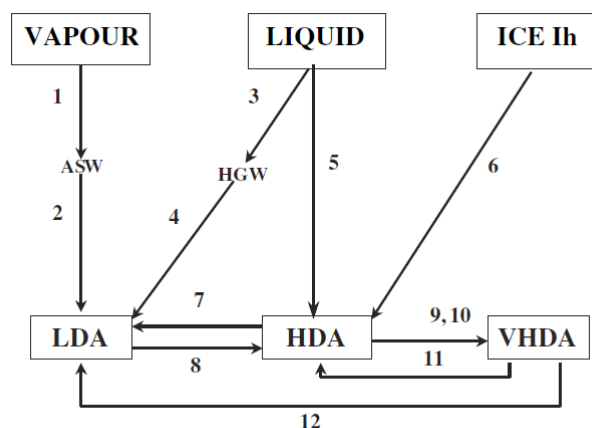 VAPOUR LIQUID ICE Ih
1 3
ASW HGW 5 6
2 4
7 9, 10
LDA HDA VHDA
8 11
12